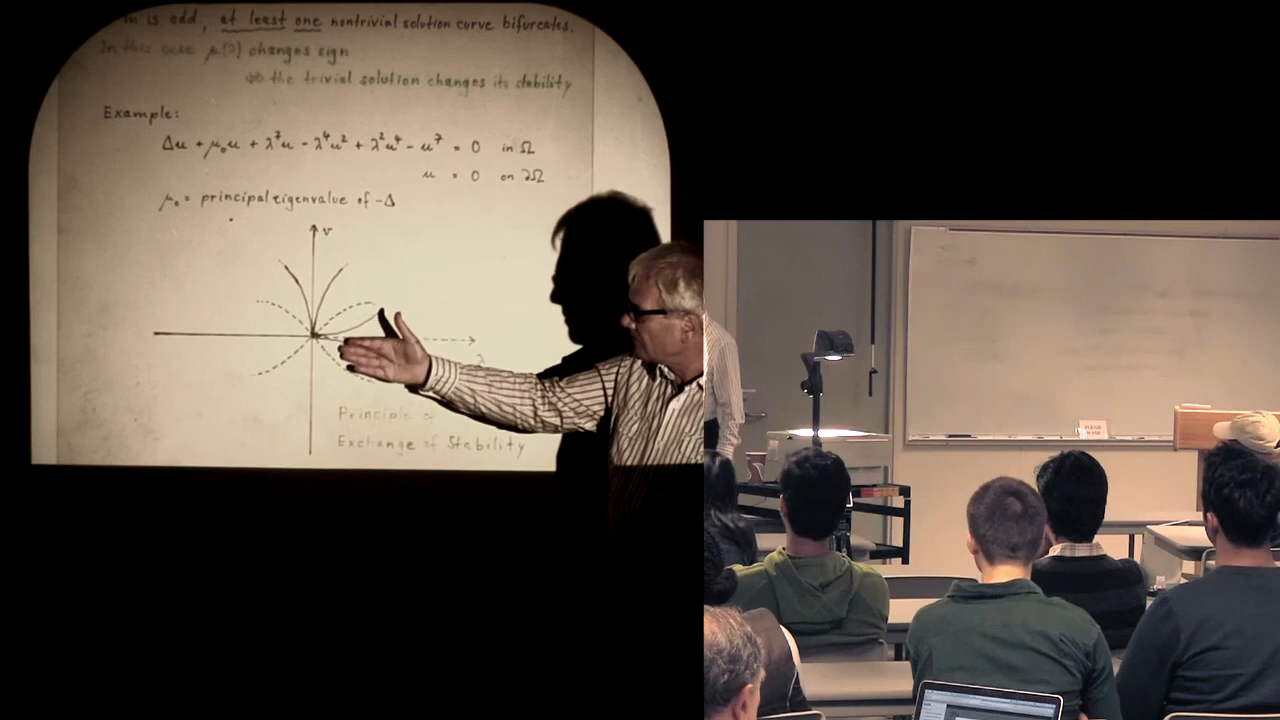 m is odd, at least one nontrivial solution curve bifurcates.
In this case μ(λ) changes sign
⇔ the trivial solution changes its stability
Example:
Δu + μ₀u + λ⁷u - λ⁴u² + λ²u⁴ - u⁷ = 0 in Ω
u = 0 on ∂Ω
μ₀ = principal eigenvalue of -Δ
v
λ
Principle of
Exchange of Stability
PLEASE